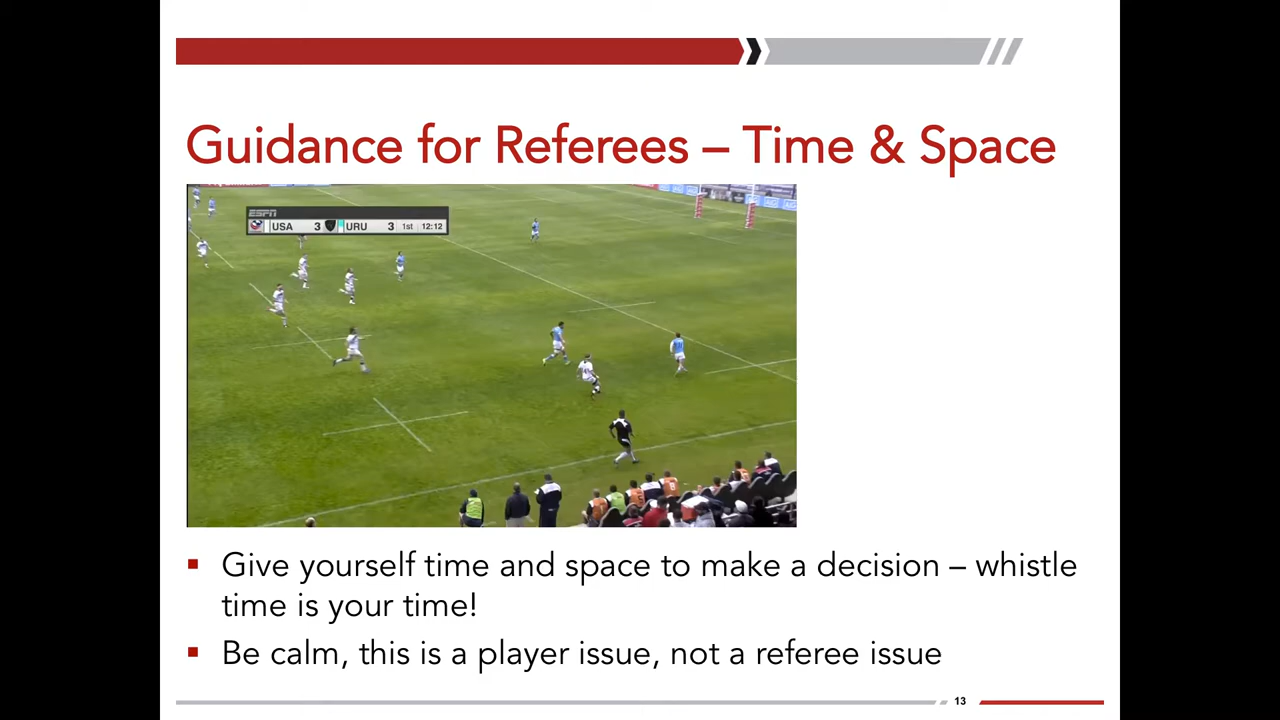 Guidance for Referees – Time & Space
ESPN
USA 3 URU 3 1st 12:12
▪ Give yourself time and space to make a decision – whistle
time is your time!
▪ Be calm, this is a player issue, not a referee issue
13